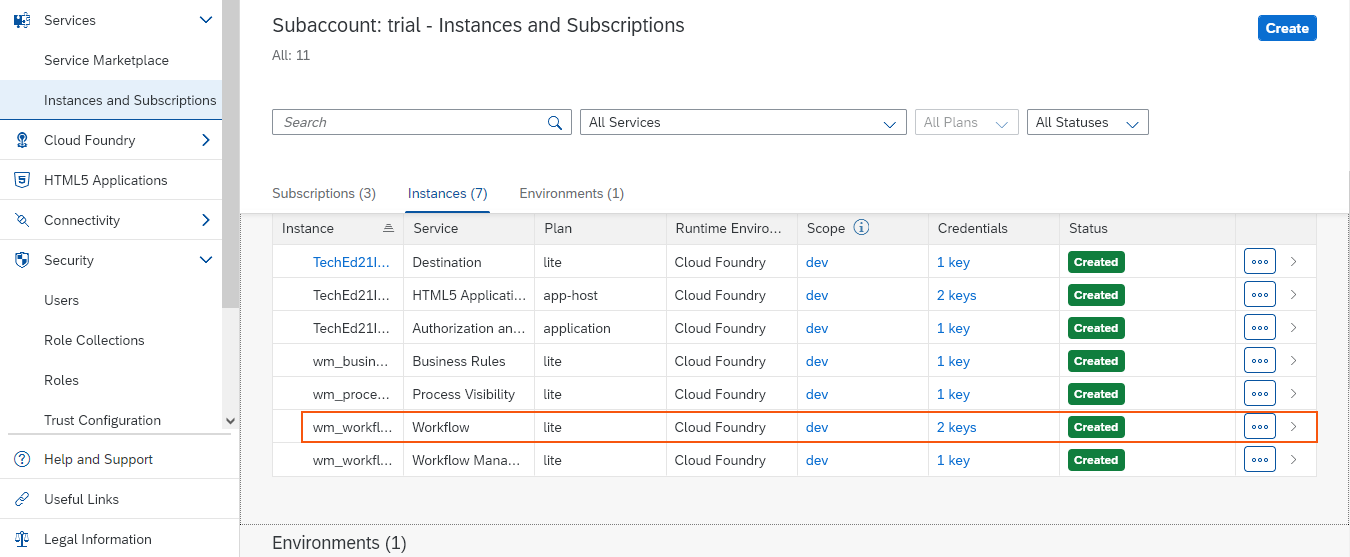 Services
Service Marketplace
Instances and Subscriptions
Cloud Foundry
HTML5 Applications
Connectivity
Security
Users
Role Collections
Roles
Trust Configuration
Help and Support
Useful Links
Legal Information
Subaccount: trial - Instances and Subscriptions
Create
All: 11
Search All Services All Plans All Statuses
Subscriptions (3) Instances (7) Environments (1)
Instance Service Plan Runtime Enviro... Scope Credentials Status
TechEd21I... Destination lite Cloud Foundry dev 1 key Created
TechEd21I... HTML5 Applicati... app-host Cloud Foundry dev 2 keys Created
TechEd21I... Authorization an... application Cloud Foundry dev 1 key Created
wm_busin... Business Rules lite Cloud Foundry dev 1 key Created
wm_proce... Process Visibility lite Cloud Foundry dev 1 key Created
wm_workfl... Workflow lite Cloud Foundry dev 2 keys Created
wm_workfl... Workflow Mana... lite Cloud Foundry dev 1 key Created
Environments (1)